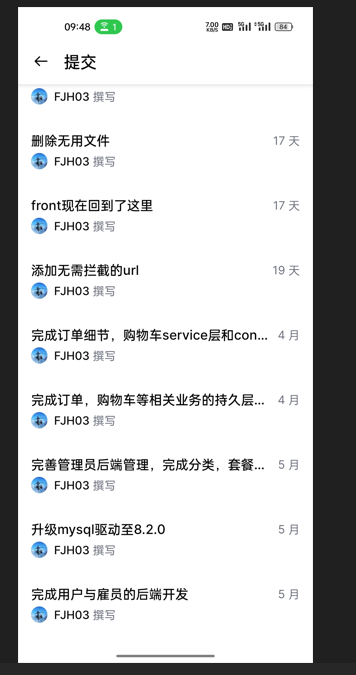 09:48 1 7.00 KB/S HD 5G 5G 84
← 提交
FJH03 撰写
删除无用文件 17 天
FJH03 撰写
front现在回到了这里 17 天
FJH03 撰写
添加无需拦截的url 19 天
FJH03 撰写
完成订单细节，购物车service层和con... 4 月
FJH03 撰写
完成订单，购物车等相关业务的持久层... 4 月
FJH03 撰写
完善管理员后端管理，完成分类，套餐... 5 月
FJH03 撰写
升级mysql驱动至8.2.0 5 月
FJH03 撰写
完成用户与雇员的后端开发 5 月
FJH03 撰写